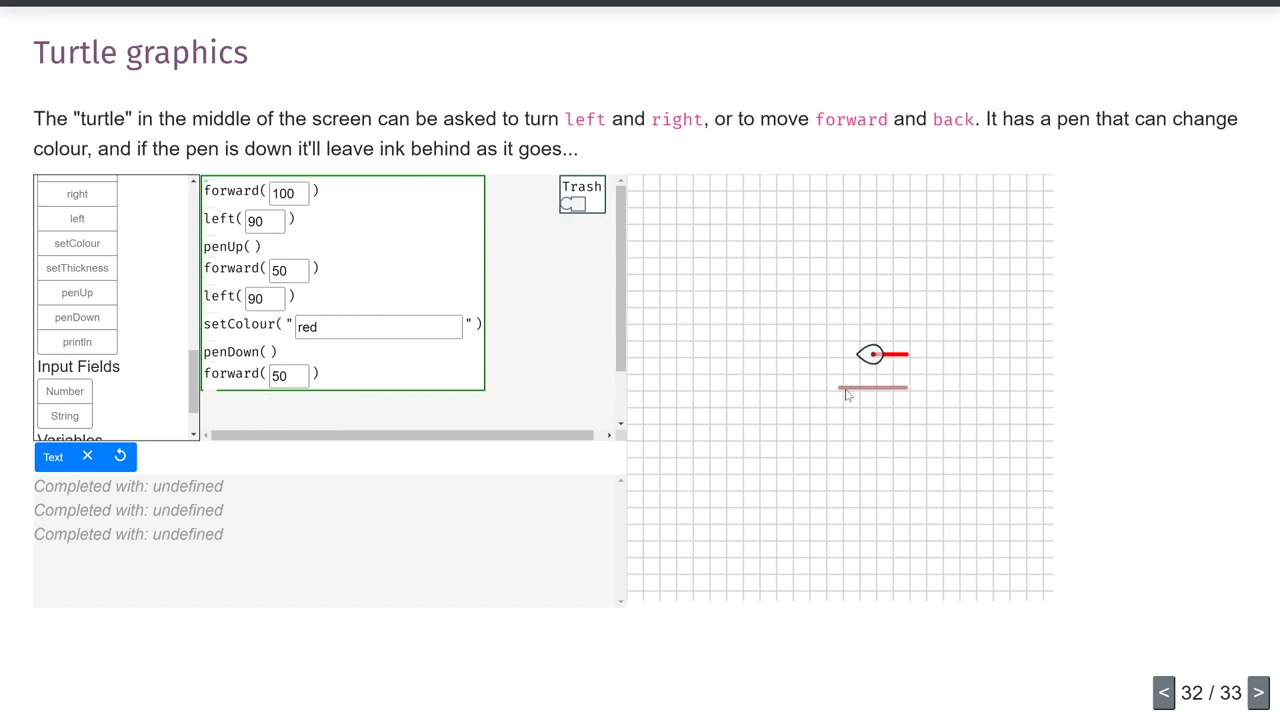 Turtle graphics
The "turtle" in the middle of the screen can be asked to turn left and right, or to move forward and back. It has a pen that can change
colour, and if the pen is down it'll leave ink behind as it goes...
right
left
setColour
setThickness
penUp
penDown
println
Input Fields
Number
String
Variables
forward( 100 )
left( 90 )
penUp( )
forward( 50 )
left( 90 )
setColour( " red " )
penDown( )
forward( 50 )
Trash
Text
Completed with: undefined
Completed with: undefined
Completed with: undefined
< 32 / 33 >